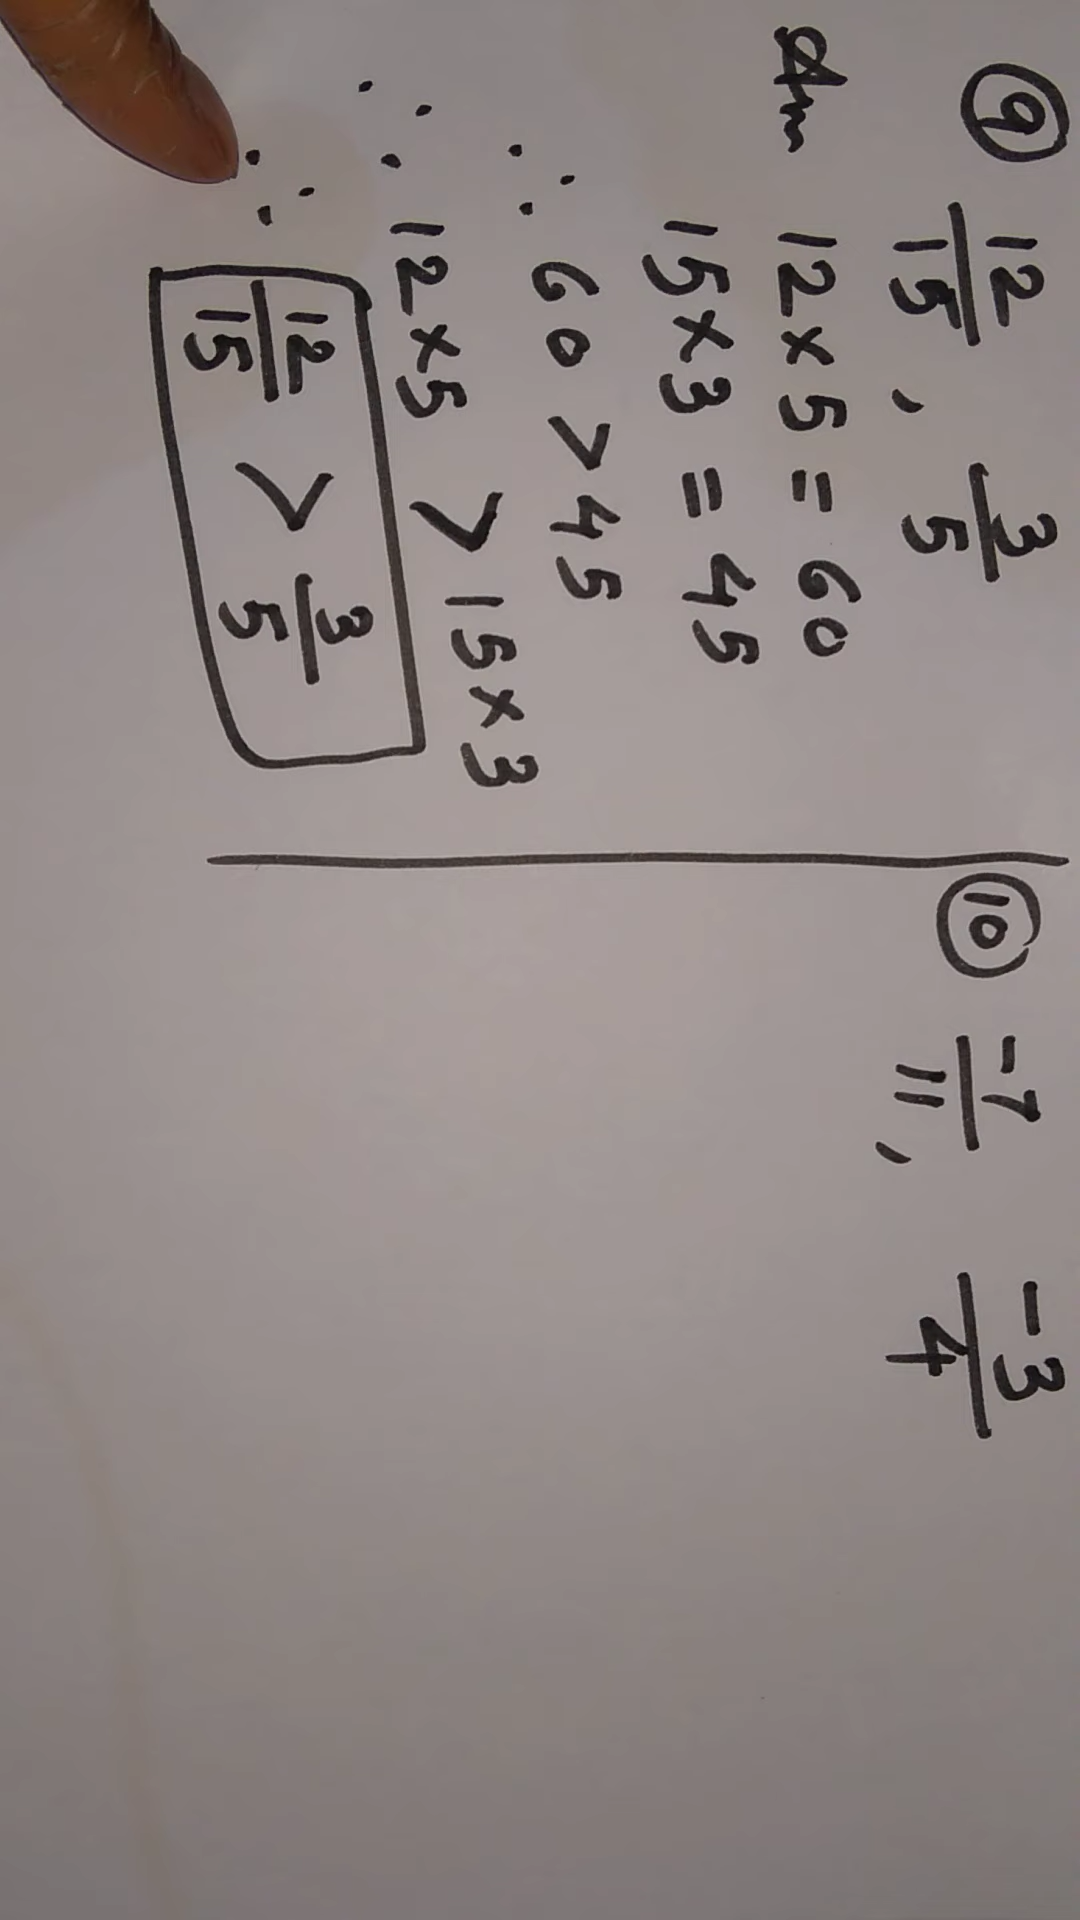 9 12/15 , 3/5
Ans 12 × 5 = 60
15 × 3 = 45
∴ 60 > 45
∴ 12 × 5 > 15 × 3
∴ 12/15 > 3/5
10 -7/11 , -3/4